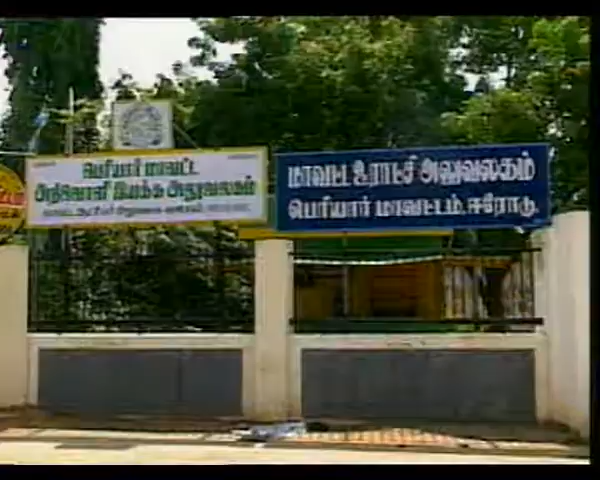 பெரியார் மாவட்ட
அறிவொளி இயக்க அலுவலகம்
மாவட்ட ஊராட்சி அலுவலகம்
பெரியார் மாவட்டம். ஈரோடு.